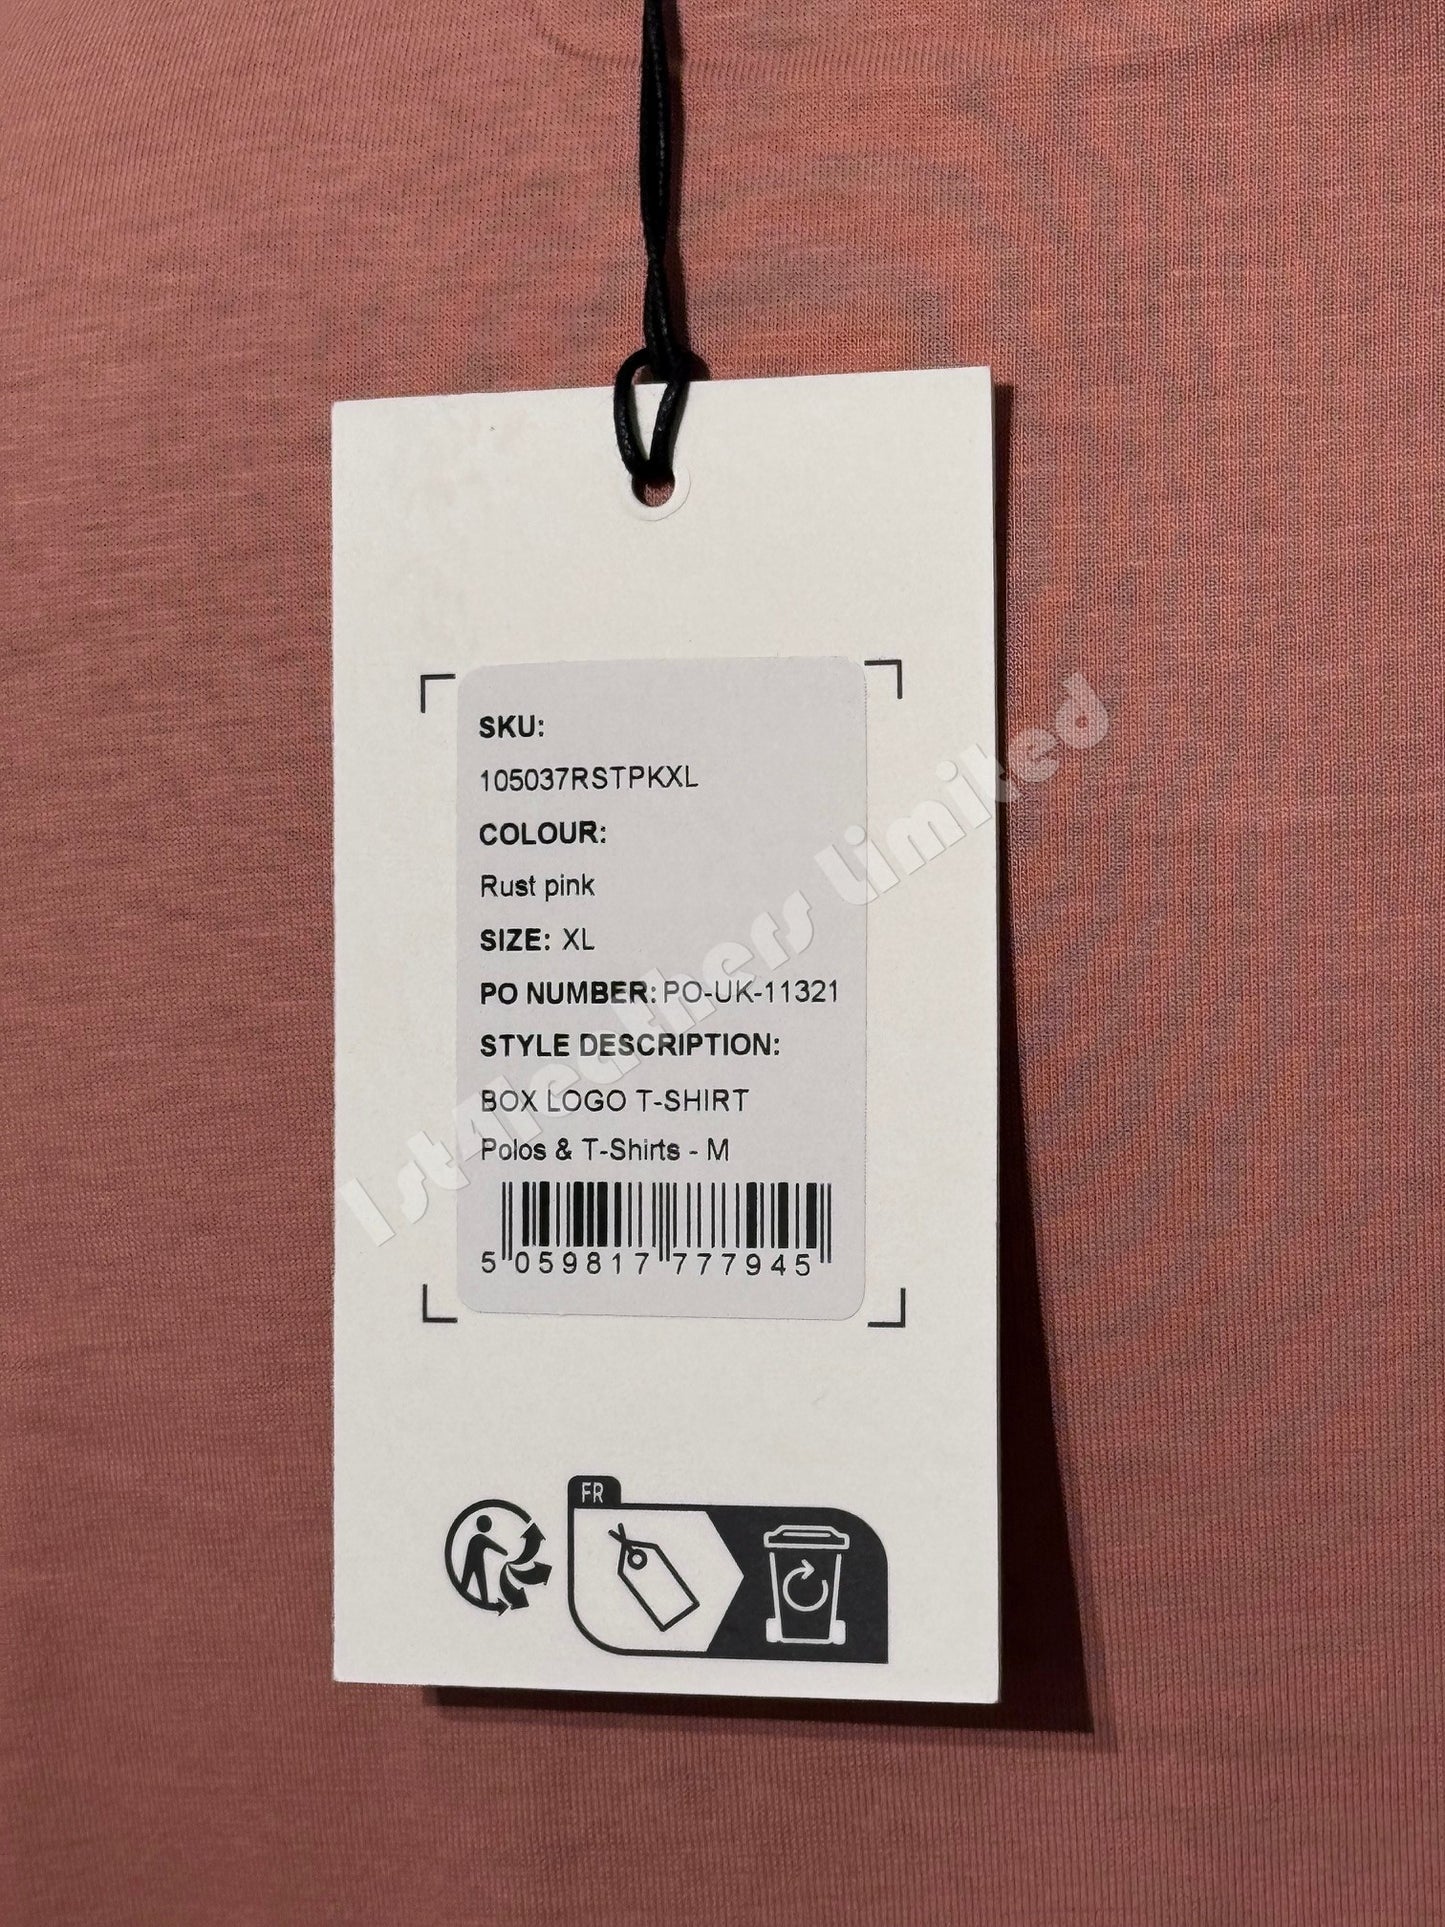 SKU:
105037RSTPKXL
COLOUR:
Rust pink
SIZE: XL
PO NUMBER: PO-UK-11321
STYLE DESCRIPTION:
BOX LOGO T-SHIRT
Polos & T-Shirts - M
5 059817 777945
FR
1st4leathers limited